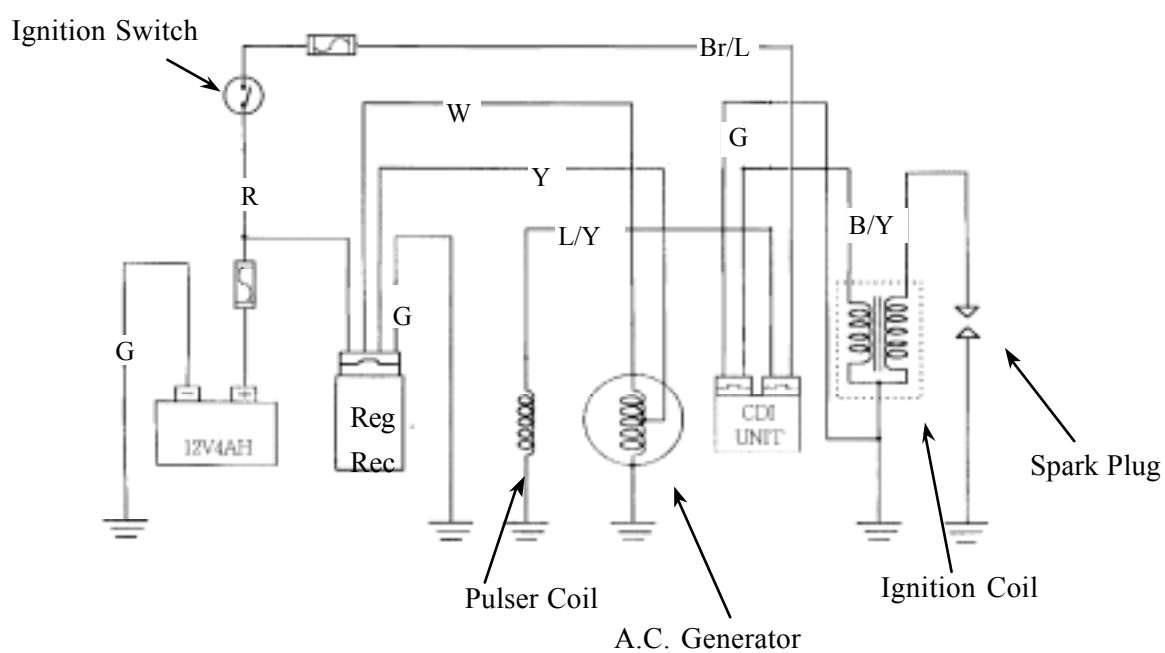 Ignition Switch
Br/L
W
G
Y
R
L/Y
B/Y
G
G
- +
12V4AH
Reg
Rec
CDI
UNIT
Spark Plug
Pulser Coil
Ignition Coil
A.C. Generator